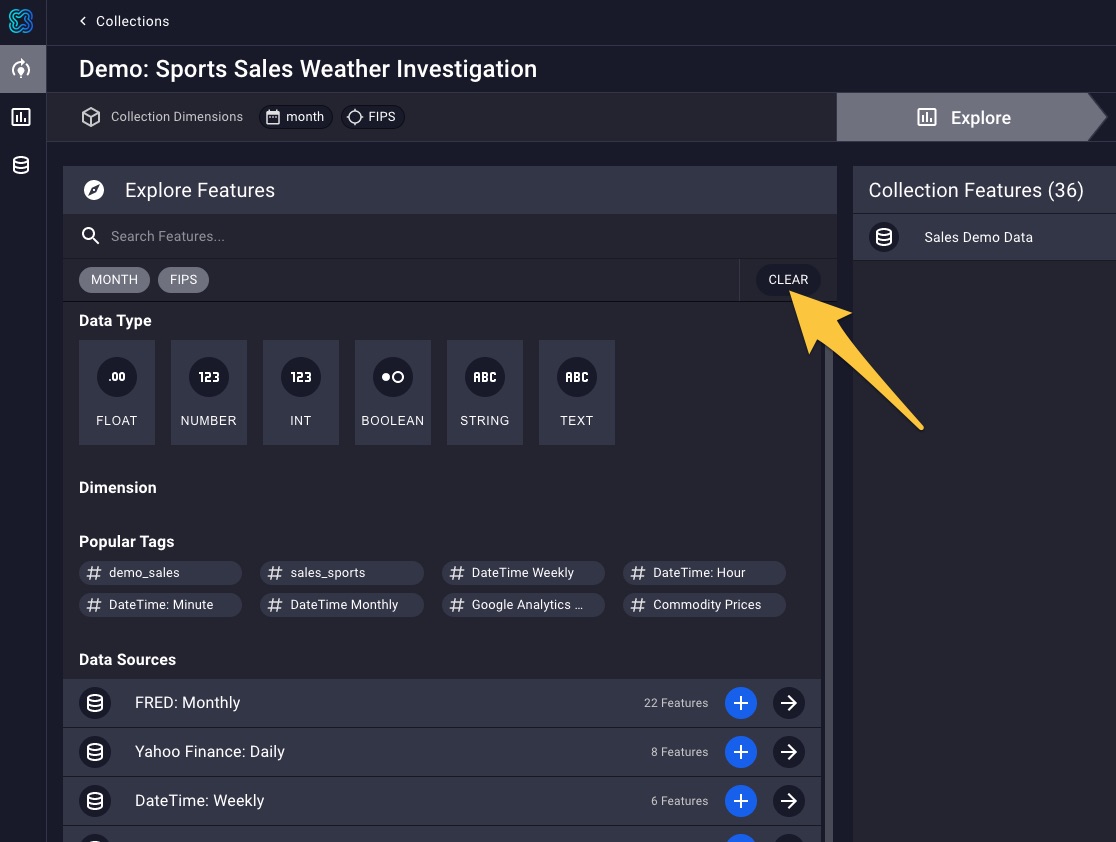 Collections
Demo: Sports Sales Weather Investigation
Collection Dimensions month FIPS
Explore
Explore Features
Collection Features (36)
Search Features...
Sales Demo Data
MONTH FIPS CLEAR
Data Type
.00 123 123 ABC ABC
FLOAT NUMBER INT BOOLEAN STRING TEXT
Dimension
Popular Tags
# demo_sales # sales_sports # DateTime Weekly # DateTime: Hour
# DateTime: Minute # DateTime Monthly # Google Analytics ... # Commodity Prices
Data Sources
FRED: Monthly 22 Features
Yahoo Finance: Daily 8 Features
DateTime: Weekly 6 Features